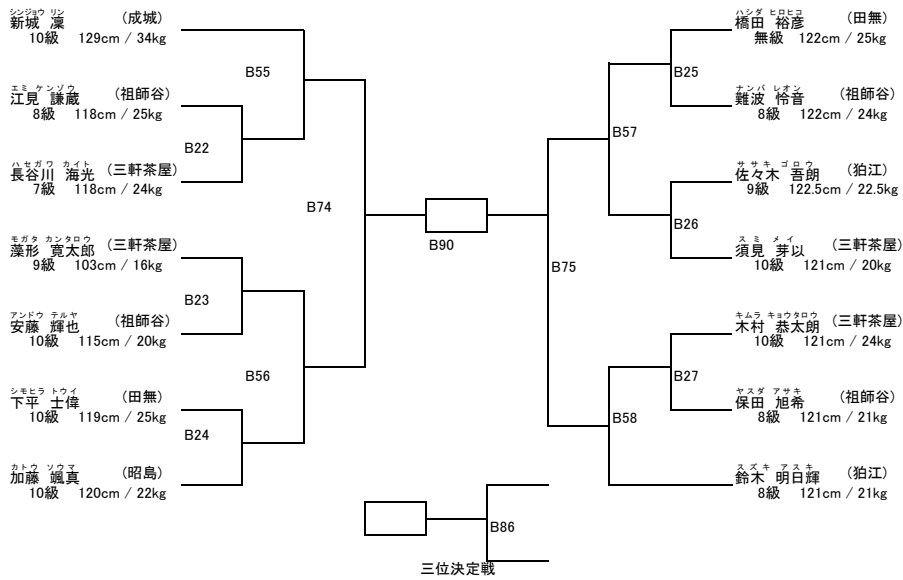 シンジョウ リン
新城 凜 (成城)
10級 129cm / 34kg
エミ ケンゾウ
江見 謙蔵 (祖師谷)
8級 118cm / 25kg
ハセガワ カイト
長谷川 海光 (三軒茶屋)
7級 118cm / 24kg
モガタ カンタロウ
藻形 寛太郎 (三軒茶屋)
9級 103cm / 16kg
アンドウ テルヤ
安藤 輝也 (祖師谷)
10級 115cm / 20kg
シモヒラ トウイ
下平 士偉 (田無)
10級 119cm / 25kg
カトウ ソウマ
加藤 颯真 (昭島)
10級 120cm / 22kg
B55
B22
B74
B23
B56
B24
B90
B86
三位決定戦
B25
B57
B26
B75
B27
B58
ハシダ ヒロヒコ
橋田 裕彦 (田無)
無級 122cm / 25kg
ナンバ レオン
難波 怜音 (祖師谷)
8級 122cm / 24kg
ササキ ゴロウ
佐々木 吾朗 (狛江)
9級 122.5cm / 22.5kg
スミ メイ
須見 芽以 (三軒茶屋)
10級 121cm / 20kg
キムラ キョウタロウ
木村 恭太朗 (三軒茶屋)
10級 121cm / 24kg
ヤスダ アサキ
保田 旭希 (祖師谷)
8級 121cm / 21kg
スズキ アスキ
鈴木 明日輝 (狛江)
8級 121cm / 21kg